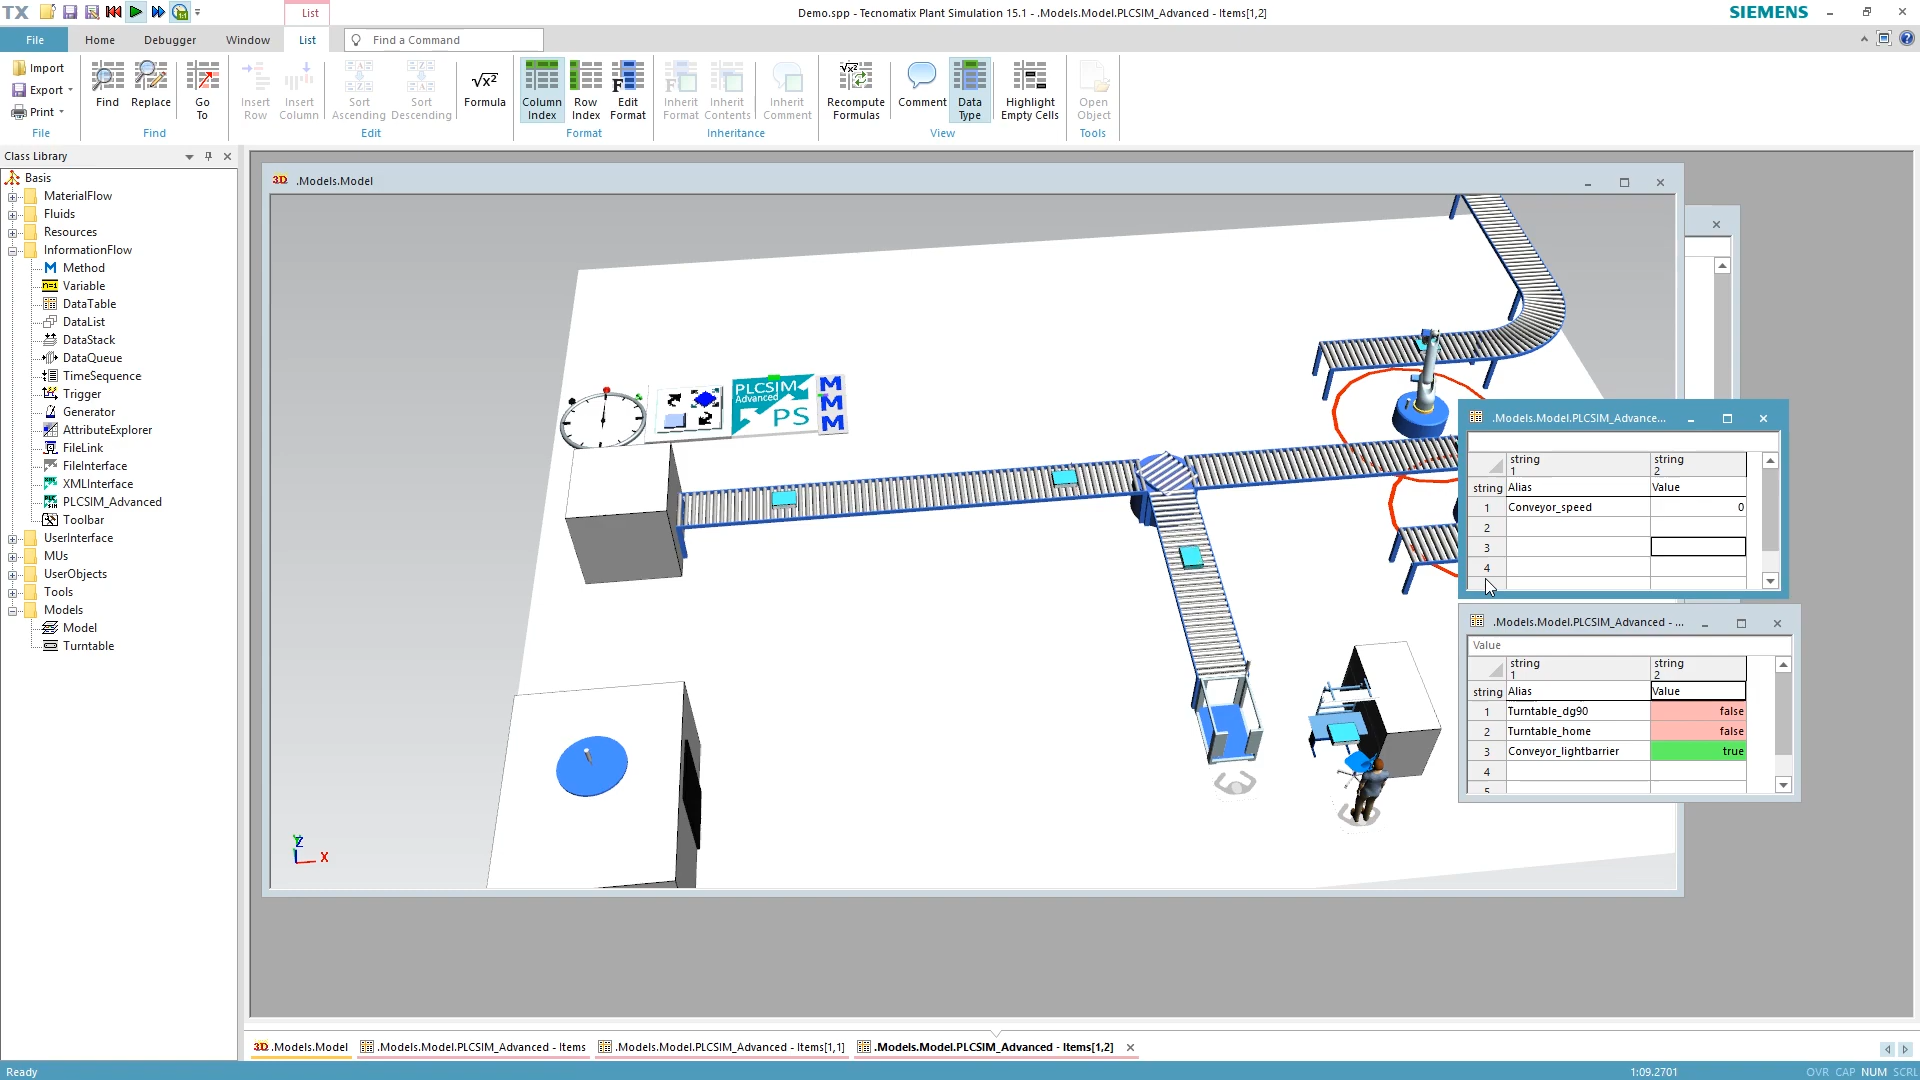 TX
List
Demo.spp - Tecnomatix Plant Simulation 15.1 - .Models.Model.PLCSIM_Advanced - Items[1,2]
SIEMENS
File
Home
Debugger
Window
List
Find a Command
Import
Export
Print
File
Find
Replace
Go To
Find
Insert Row
Insert Column
Sort Ascending
Sort Descending
Edit
Formula
Column Index
Row Index
Edit Format
Format
Inherit Format
Inherit Contents
Inherit Comment
Inheritance
Recompute Formulas
Comment
Data Type
Highlight Empty Cells
View
Open Object
Tools
Class Library
Basis
MaterialFlow
Fluids
Resources
InformationFlow
Method
Variable
DataTable
DataList
DataStack
DataQueue
TimeSequence
Trigger
Generator
AttributeExplorer
FileLink
FileInterface
XMLInterface
PLCSIM_Advanced
Toolbar
UserInterface
MUs
UserObjects
Tools
Models
Model
Turntable
3D .Models.Model
PLCSIM
Advanced
PS
M
M
M
Z
X
.Models.Model.PLCSIM_Advance...
string 1
string 2
string Alias Value
1 Conveyor_speed 0
2
3
4
.Models.Model.PLCSIM_Advanced - ...
Value
string 1
string 2
string Alias Value
1 Turntable_dg90 false
2 Turntable_home false
3 Conveyor_lightbarrier true
4
5
3D .Models.Model
.Models.Model.PLCSIM_Advanced - Items
.Models.Model.PLCSIM_Advanced - Items[1,1]
.Models.Model.PLCSIM_Advanced - Items[1,2]
Ready
1:09.2701
OVR CAP NUM SCRL